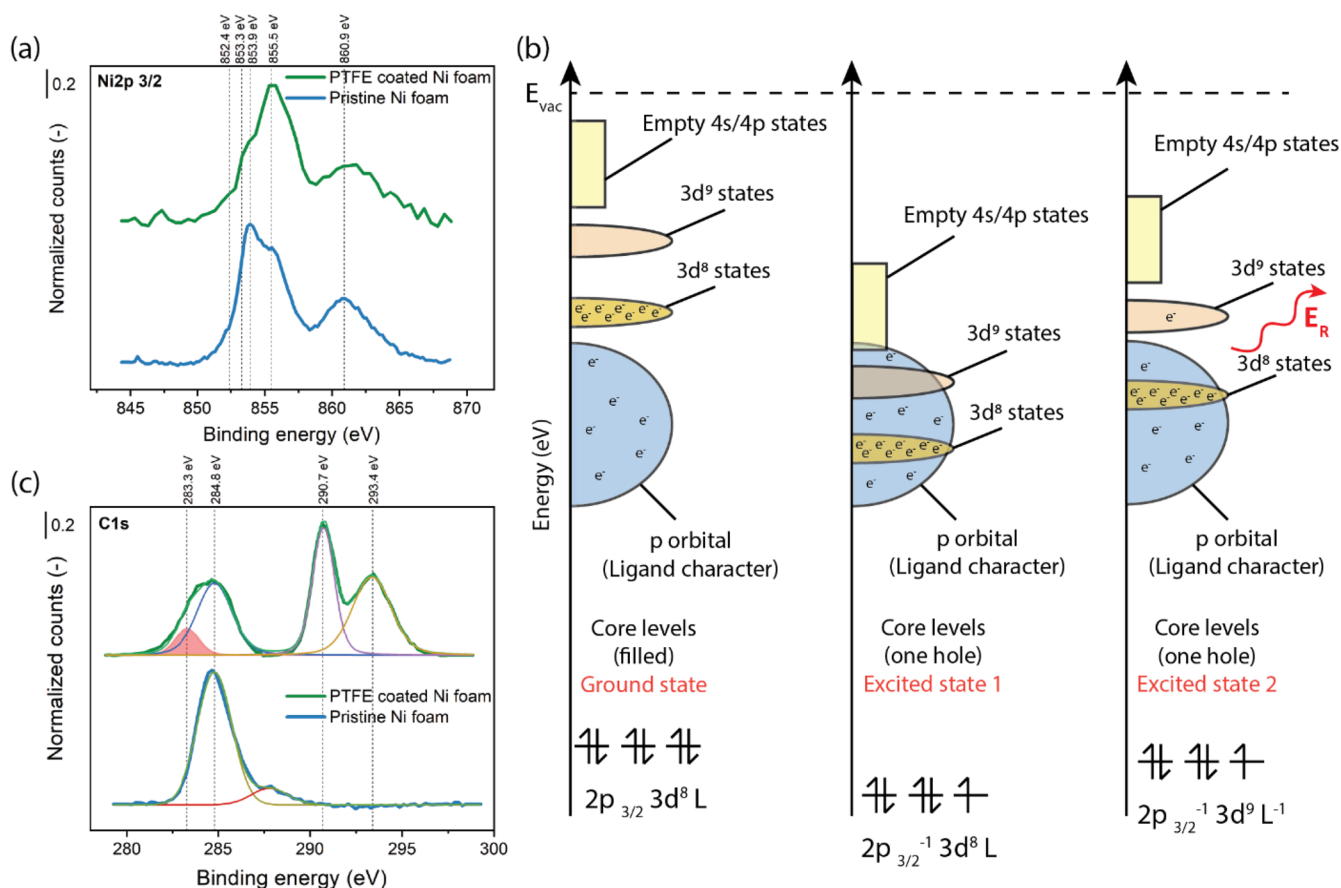 (a)
852.4 eV
853.3 eV
853.9 eV
855.5 eV
860.9 eV
0.2
Ni2p 3/2
PTFE coated Ni foam
Pristine Ni foam
Normalized counts (-)
845 850 855 860 865 870
Binding energy (eV)
(c)
283.3 eV
284.8 eV
290.7 eV
293.4 eV
0.2
C1s
PTFE coated Ni foam
Pristine Ni foam
Normalized counts (-)
280 285 290 295 300
Binding energy (eV)
(b)
E_vac
Energy (eV)
Empty 4s/4p states
3d⁹ states
3d⁸ states
e⁻ e⁻ e⁻ e⁻ e⁻ e⁻ e⁻ e⁻
e⁻
e⁻ e⁻
e⁻ e⁻
e⁻ e⁻
p orbital
(Ligand character)
Core levels
(filled)
Ground state
2p ₃/₂ 3d⁸ L
Empty 4s/4p states
3d⁹ states
3d⁸ states
e⁻
e⁻ e⁻
e⁻ e⁻ e⁻ e⁻ e⁻ e⁻ e⁻ e⁻
e⁻ e⁻
p orbital
(Ligand character)
Core levels
(one hole)
Excited state 1
2p ₃/₂⁻¹ 3d⁸ L
Empty 4s/4p states
3d⁹ states
e⁻
E_R
3d⁸ states
e⁻
e⁻ e⁻ e⁻ e⁻ e⁻ e⁻ e⁻ e⁻
e⁻ e⁻
e⁻ e⁻
p orbital
(Ligand character)
Core levels
(one hole)
Excited state 2
2p ₃/₂⁻¹ 3d⁹ L⁻¹